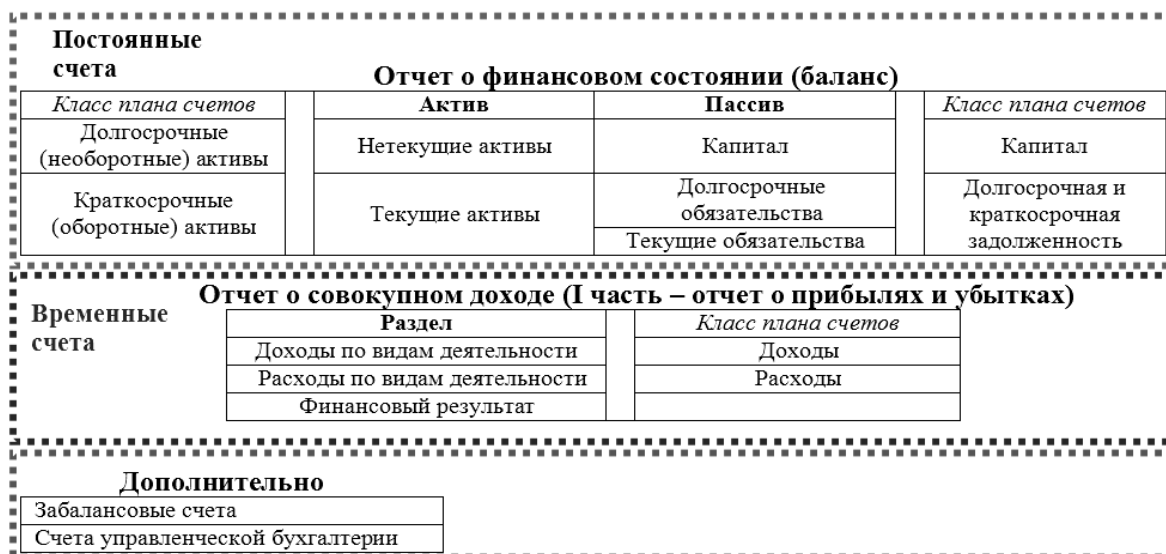 Постоянные
счета
Отчет о финансовом состоянии (баланс)
Класс плана счетов
Актив
Пассив
Класс плана счетов
Долгосрочные
(необоротные) активы
Нетекущие активы
Капитал
Капитал
Краткосрочные
(оборотные) активы
Текущие активы
Долгосрочные
обязательства
Текущие обязательства
Долгосрочная и
краткосрочная
задолженность
Временные
счета
Отчет о совокупном доходе (I часть – отчет о прибылях и убытках)
Раздел
Класс плана счетов
Доходы по видам деятельности
Доходы
Расходы по видам деятельности
Расходы
Финансовый результат
Дополнительно
Забалансовые счета
Счета управленческой бухгалтерии